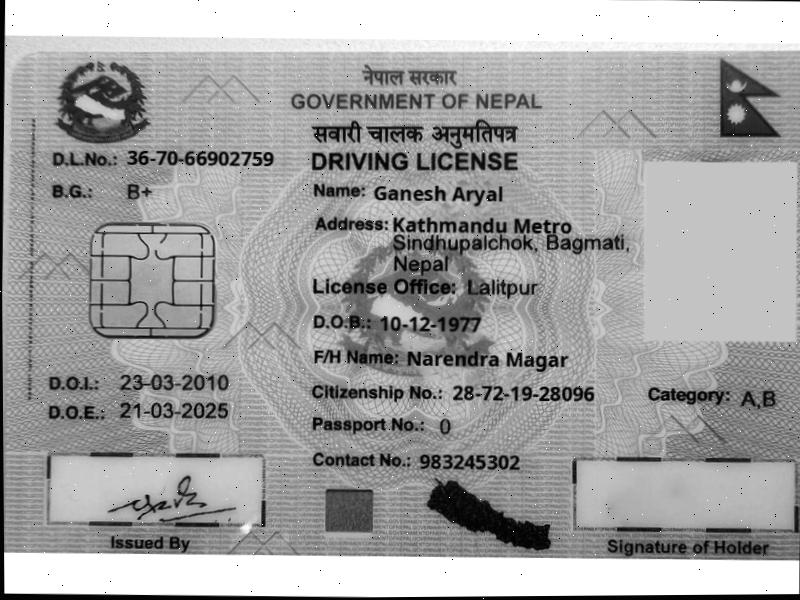 नेपाल सरकार
GOVERNMENT OF NEPAL
सवारी चालक अनुमतिपत्र
DRIVING LICENSE
D.L.No.: 36-70-66902759
B.G.: B+
Name: Ganesh Aryal
Address: Kathmandu Metro
Sindhupalchok, Bagmati,
Nepal
License Office: Lalitpur
D.O.B.: 10-12-1977
F/H Name: Narendra Magar
D.O.I.: 23-03-2010
Citizenship No.: 28-72-19-28096
Category: A,B
D.O.E.: 21-03-2025
Passport No.: 0
Contact No.: 983245302
Issued By
Signature of Holder